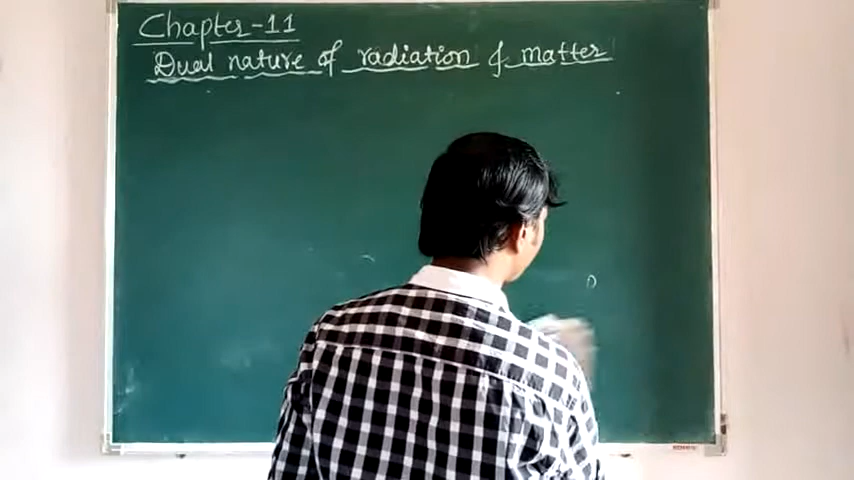 Chapter-11
Dual nature of radiation & matter